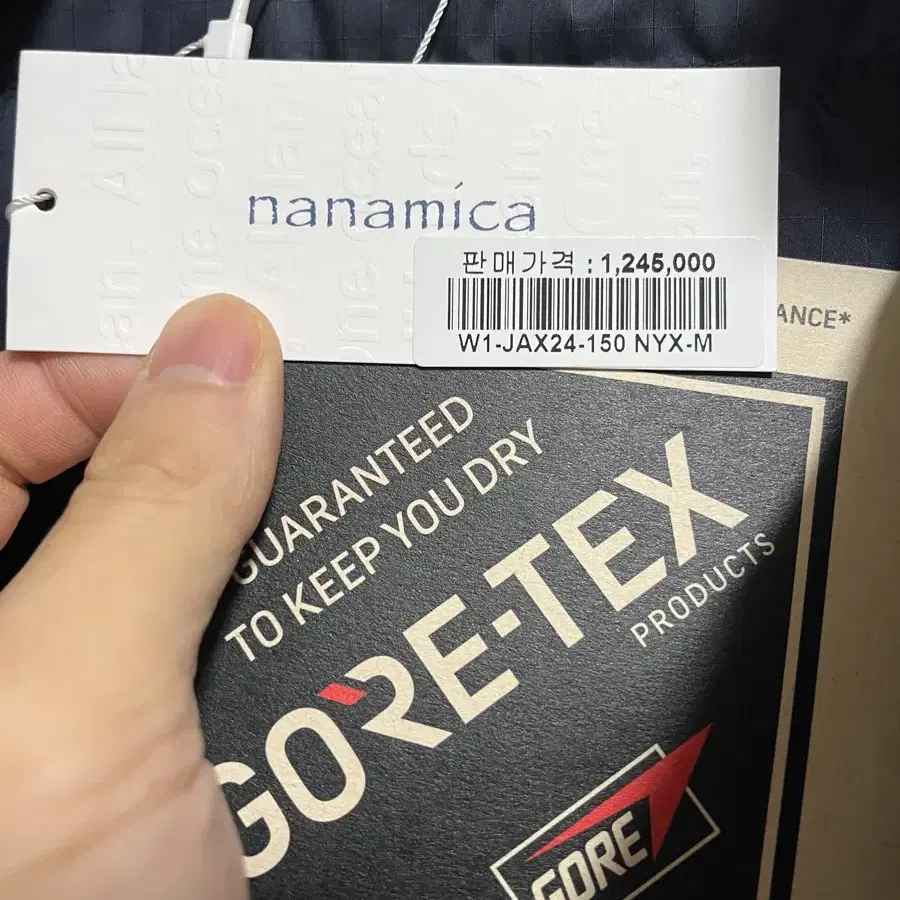 nanamica
판매가격 : 1,245,000
W1-JAX24-150 NYX-M
ANCE*
GUARANTEED
TO KEEP YOU DRY
GORE-TEX
PRODUCTS
GORE